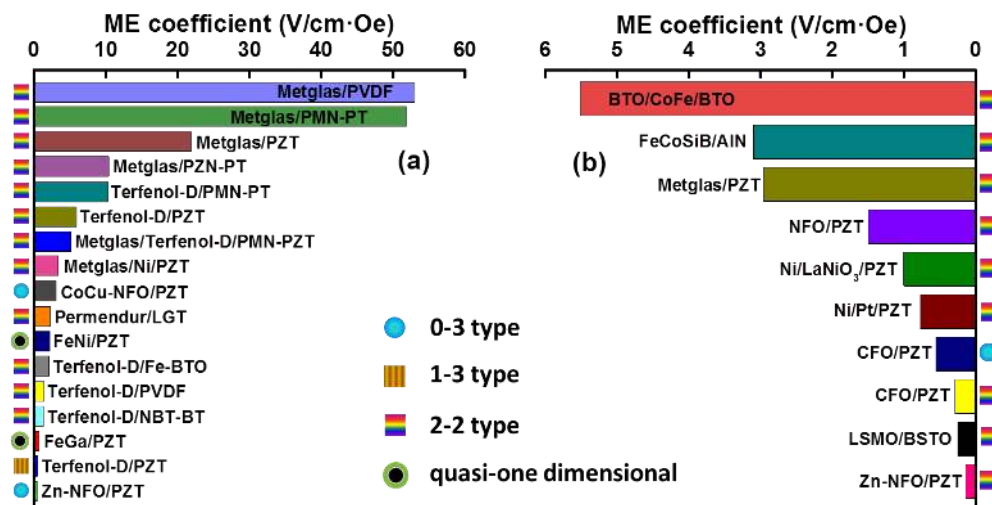 ME coefficient (V/cm·Oe)
0 10 20 30 40 50 60
Metglas/PVDF
Metglas/PMN-PT
Metglas/PZT
Metglas/PZN-PT
Terfenol-D/PMN-PT
Terfenol-D/PZT
Metglas/Terfenol-D/PMN-PZT
Metglas/Ni/PZT
CoCu-NFO/PZT
Permendur/LGT
FeNi/PZT
Terfenol-D/Fe-BTO
Terfenol-D/PVDF
Terfenol-D/NBT-BT
FeGa/PZT
Terfenol-D/PZT
Zn-NFO/PZT
(a)
0-3 type
1-3 type
2-2 type
quasi-one dimensional
ME coefficient (V/cm·Oe)
6 5 4 3 2 1 0
BTO/CoFe/BTO
FeCoSiB/AlN
(b)
Metglas/PZT
NFO/PZT
Ni/LaNiO₃/PZT
Ni/Pt/PZT
CFO/PZT
CFO/PZT
LSMO/BSTO
Zn-NFO/PZT